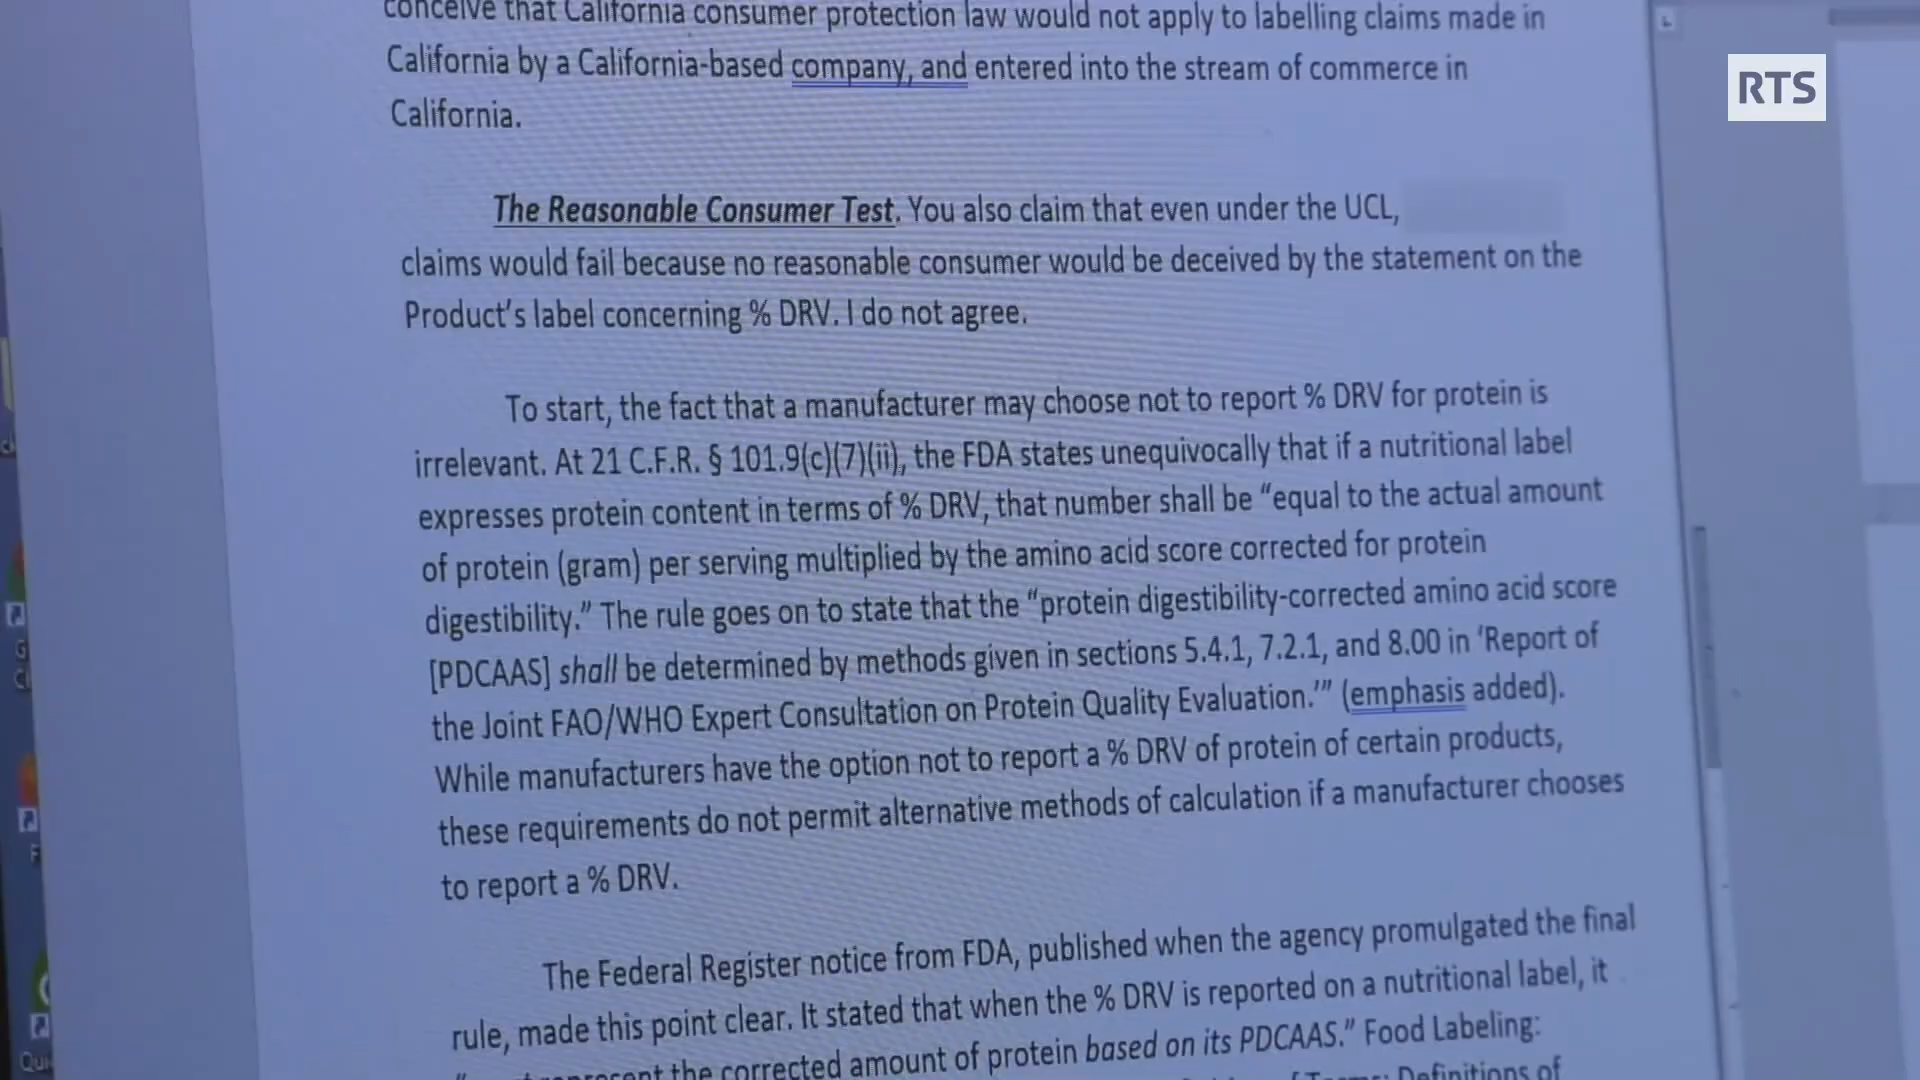 conceive that California consumer protection law would not apply to labelling claims made in
California by a California-based company, and entered into the stream of commerce in
California.
RTS
The Reasonable Consumer Test. You also claim that even under the UCL,
claims would fail because no reasonable consumer would be deceived by the statement on the
Product's label concerning % DRV. I do not agree.
To start, the fact that a manufacturer may choose not to report % DRV for protein is
irrelevant. At 21 C.F.R. § 101.9(c)(7)(ii), the FDA states unequivocally that if a nutritional label
expresses protein content in terms of % DRV, that number shall be “equal to the actual amount
of protein (gram) per serving multiplied by the amino acid score corrected for protein
digestibility.” The rule goes on to state that the “protein digestibility-corrected amino acid score
[PDCAAS] shall be determined by methods given in sections 5.4.1, 7.2.1, and 8.00 in ‘Report of
the Joint FAO/WHO Expert Consultation on Protein Quality Evaluation.’” (emphasis added).
While manufacturers have the option not to report a % DRV of protein of certain products,
these requirements do not permit alternative methods of calculation if a manufacturer chooses
to report a % DRV.
The Federal Register notice from FDA, published when the agency promulgated the final
rule, made this point clear. It stated that when the % DRV is reported on a nutritional label, it
represent the corrected amount of protein based on its PDCAAS.” Food Labeling:
of Terms: Definitions of